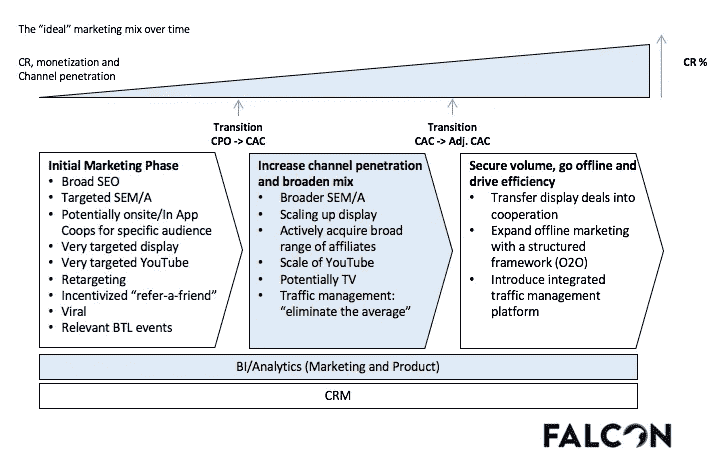 The “ideal” marketing mix over time
CR, monetization and
Channel penetration
CR %
Transition
CPO -> CAC
Transition
CAC -> Adj. CAC
Initial Marketing Phase
• Broad SEO
• Targeted SEM/A
• Potentially onsite/In App
Coops for specific audience
• Very targeted display
• Very targeted YouTube
• Retargeting
• Incentivized “refer-a-friend”
• Viral
• Relevant BTL events
Increase channel penetration
and broaden mix
• Broader SEM/A
• Scaling up display
• Actively acquire broad
range of affiliates
• Scale of YouTube
• Potentially TV
• Traffic management:
“eliminate the average”
Secure volume, go offline and
drive efficiency
• Transfer display deals into
cooperation
• Expand offline marketing
with a structured
framework (O2O)
• Introduce integrated
traffic management
platform
BI/Analytics (Marketing and Product)
CRM
FALCON